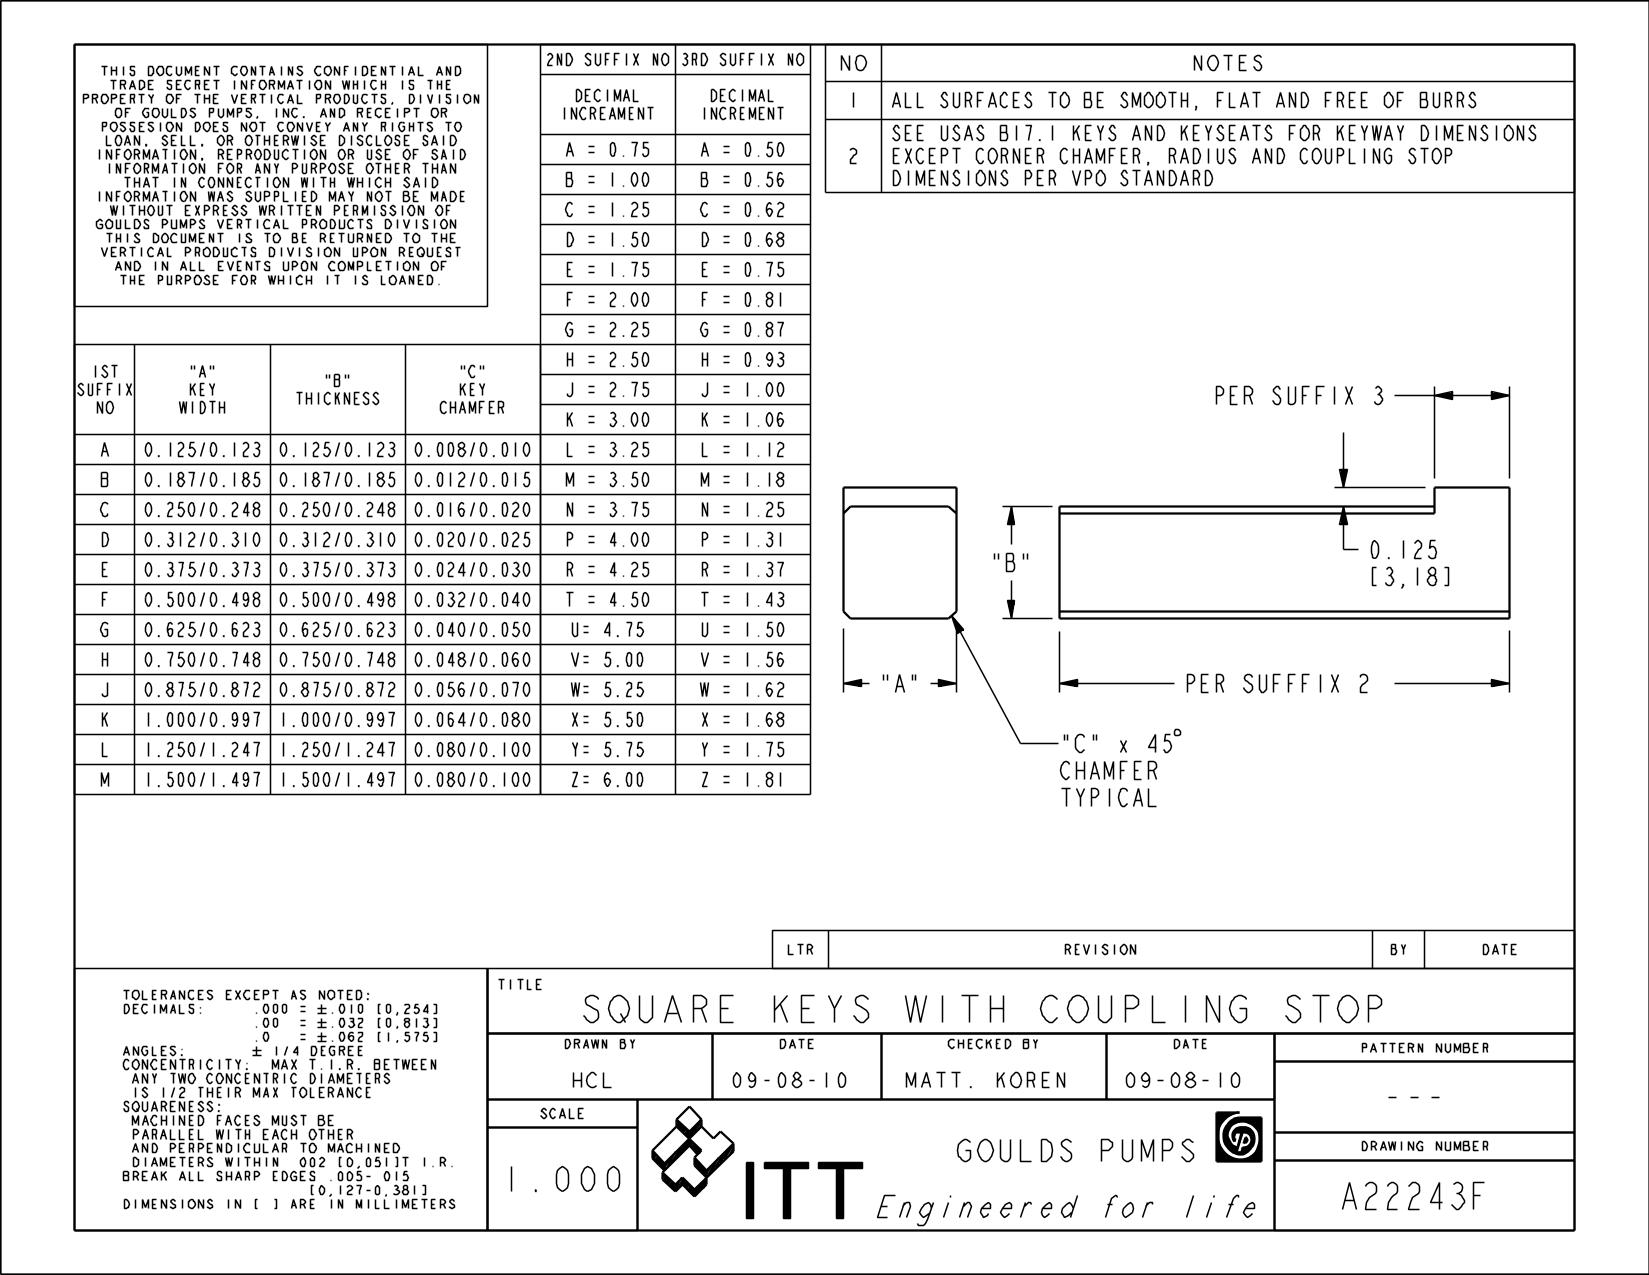 THIS DOCUMENT CONTAINS CONFIDENTIAL AND
TRADE SECRET INFORMATION WHICH IS THE
PROPERTY OF THE VERTICAL PRODUCTS, DIVISION
OF GOULDS PUMPS, INC. AND RECEIPT OR
POSSESION DOES NOT CONVEY ANY RIGHTS TO
LOAN, SELL, OR OTHERWISE DISCLOSE SAID
INFORMATION, REPRODUCTION OR USE OF SAID
INFORMATION FOR ANY PURPOSE OTHER THAN
THAT IN CONNECTION WITH WHICH SAID
INFORMATION WAS SUPPLIED MAY NOT BE MADE
WITHOUT EXPRESS WRITTEN PERMISSION OF
GOULDS PUMPS VERTICAL PRODUCTS DIVISION
THIS DOCUMENT IS TO BE RETURNED TO THE
VERTICAL PRODUCTS DIVISION UPON REQUEST
AND IN ALL EVENTS UPON COMPLETION OF
THE PURPOSE FOR WHICH IT IS LOANED.
1ST
SUFFIX
NO
"A"
KEY
WIDTH
"B"
THICKNESS
"C"
KEY
CHAMFER
A 0.125/0.123 0.125/0.123 0.008/0.010
B 0.187/0.185 0.187/0.185 0.012/0.015
C 0.250/0.248 0.250/0.248 0.016/0.020
D 0.312/0.310 0.312/0.310 0.020/0.025
E 0.375/0.373 0.375/0.373 0.024/0.030
F 0.500/0.498 0.500/0.498 0.032/0.040
G 0.625/0.623 0.625/0.623 0.040/0.050
H 0.750/0.748 0.750/0.748 0.048/0.060
J 0.875/0.872 0.875/0.872 0.056/0.070
K 1.000/0.997 1.000/0.997 0.064/0.080
L 1.250/1.247 1.250/1.247 0.080/0.100
M 1.500/1.497 1.500/1.497 0.080/0.100
2ND SUFFIX NO 3RD SUFFIX NO
DECIMAL
INCREAMENT
DECIMAL
INCREMENT
A = 0.75 A = 0.50
B = 1.00 B = 0.56
C = 1.25 C = 0.62
D = 1.50 D = 0.68
E = 1.75 E = 0.75
F = 2.00 F = 0.81
G = 2.25 G = 0.87
H = 2.50 H = 0.93
J = 2.75 J = 1.00
K = 3.00 K = 1.06
L = 3.25 L = 1.12
M = 3.50 M = 1.18
N = 3.75 N = 1.25
P = 4.00 P = 1.31
R = 4.25 R = 1.37
T = 4.50 T = 1.43
U= 4.75 U = 1.50
V= 5.00 V = 1.56
W= 5.25 W = 1.62
X= 5.50 X = 1.68
Y= 5.75 Y = 1.75
Z= 6.00 Z = 1.81
NO NOTES
1 ALL SURFACES TO BE SMOOTH, FLAT AND FREE OF BURRS
2 SEE USAS B17.1 KEYS AND KEYSEATS FOR KEYWAY DIMENSIONS
EXCEPT CORNER CHAMFER, RADIUS AND COUPLING STOP
DIMENSIONS PER VPO STANDARD
PER SUFFIX 3
"B"
0.125
[3,18]
"A"
PER SUFFFIX 2
"C" x 45°
CHAMFER
TYPICAL
LTR REVISION BY DATE
TOLERANCES EXCEPT AS NOTED:
DECIMALS: .000 = ±.010 [0,254]
.00 = ±.032 [0,813]
.0 = ±.062 [1,575]
ANGLES: ± 1/4 DEGREE
CONCENTRICITY: MAX T.I.R. BETWEEN
ANY TWO CONCENTRIC DIAMETERS
IS 1/2 THEIR MAX TOLERANCE
SQUARENESS:
MACHINED FACES MUST BE
PARALLEL WITH EACH OTHER
AND PERPENDICULAR TO MACHINED
DIAMETERS WITHIN .002 [0,051]T.I.R.
BREAK ALL SHARP EDGES .005-.015
[0,127-0,381]
DIMENSIONS IN [ ] ARE IN MILLIMETERS
TITLE
SQUARE KEYS WITH COUPLING STOP
DRAWN BY DATE CHECKED BY DATE
HCL 09-08-10 MATT. KOREN 09-08-10
PATTERN NUMBER
---
SCALE
1.000
ITT
GOULDS PUMPS
Engineered for life
DRAWING NUMBER
A22243F